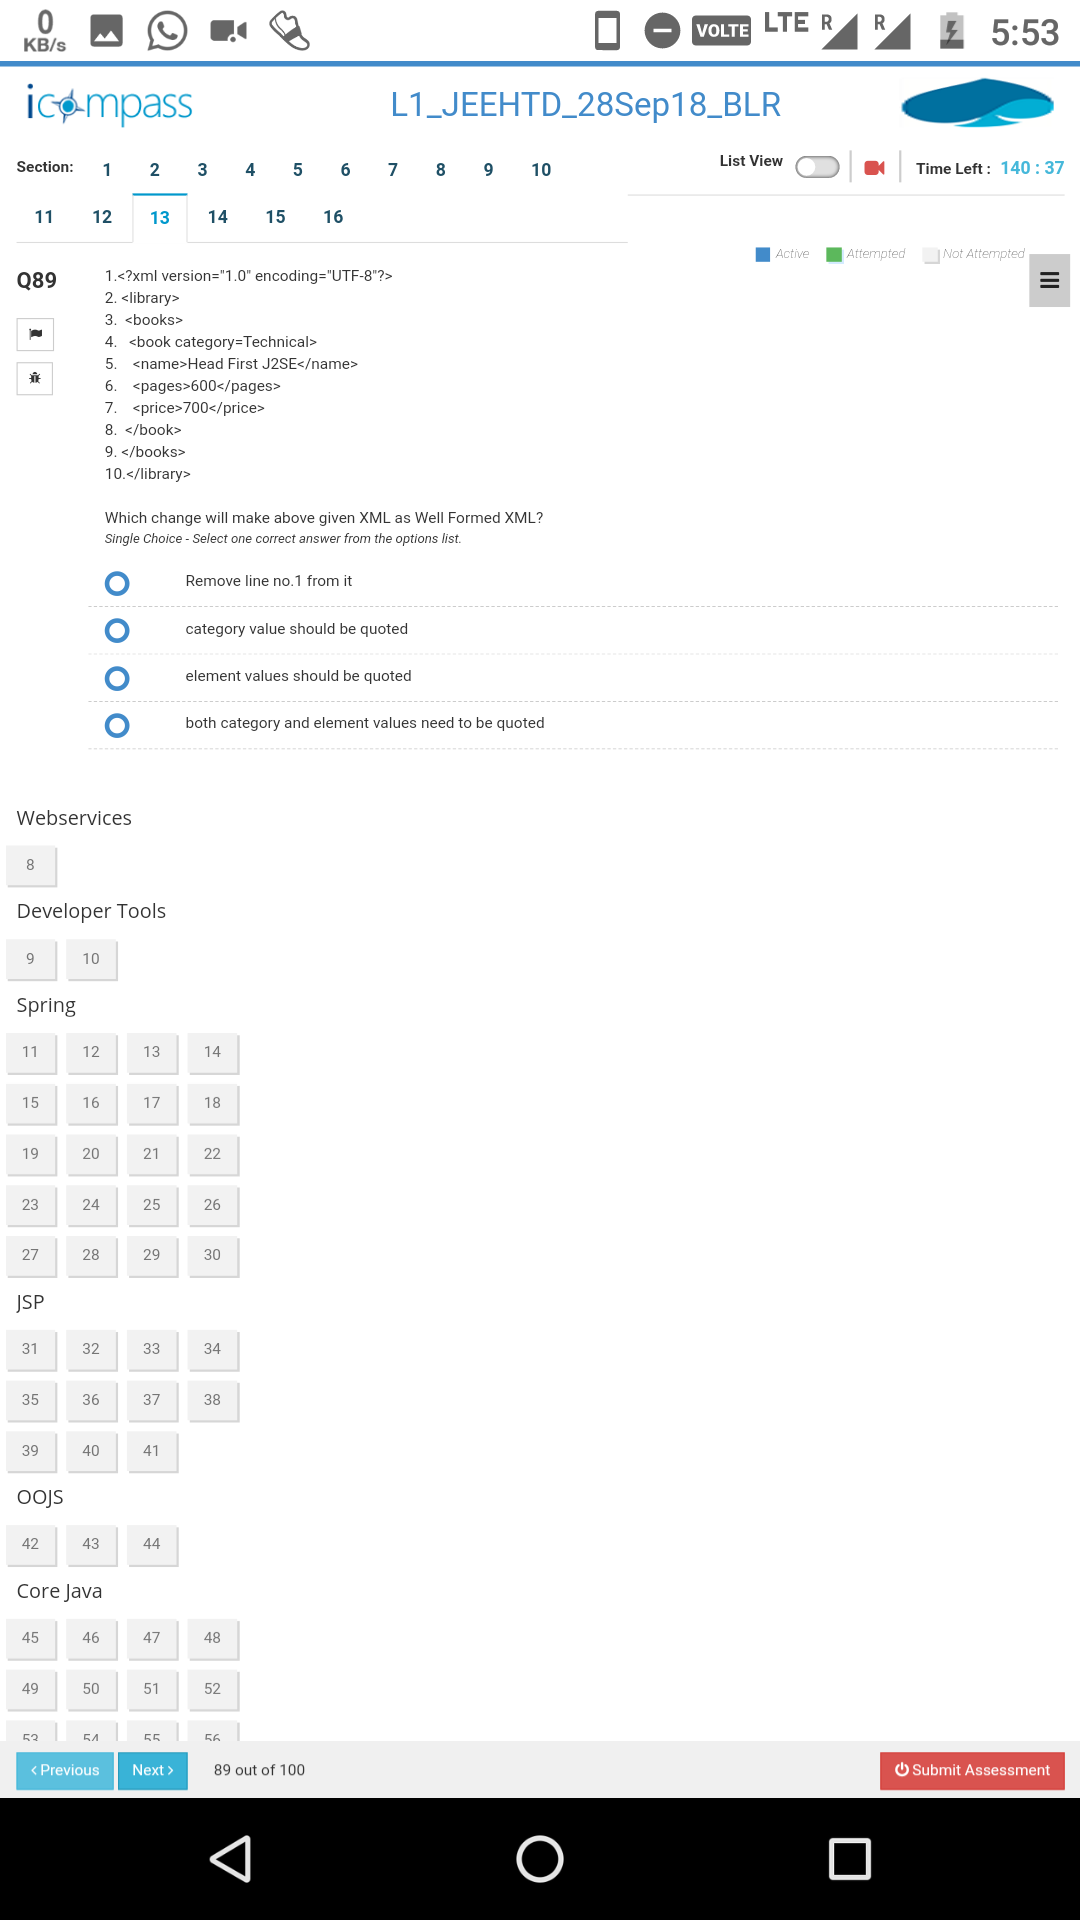 0
KB/s
VOLTE
LTE
R
R
5:53
icompass
L1_JEEHTD_28Sep18_BLR
Section: 1 2 3 4 5 6 7 8 9 10
List View
Time Left : 140 : 37
11 12 13 14 15 16
Active Attempted Not Attempted
Q89
1.<?xml version="1.0" encoding="UTF-8"?>
2. <library>
3. <books>
4. <book category=Technical>
5. <name>Head First J2SE</name>
6. <pages>600</pages>
7. <price>700</price>
8. </book>
9. </books>
10.</library>
Which change will make above given XML as Well Formed XML?
Single Choice - Select one correct answer from the options list.
Remove line no.1 from it
category value should be quoted
element values should be quoted
both category and element values need to be quoted
Webservices
8
Developer Tools
9 10
Spring
11 12 13 14
15 16 17 18
19 20 21 22
23 24 25 26
27 28 29 30
JSP
31 32 33 34
35 36 37 38
39 40 41
OOJS
42 43 44
Core Java
45 46 47 48
49 50 51 52
53 54 55 56
Previous Next 89 out of 100 Submit Assessment